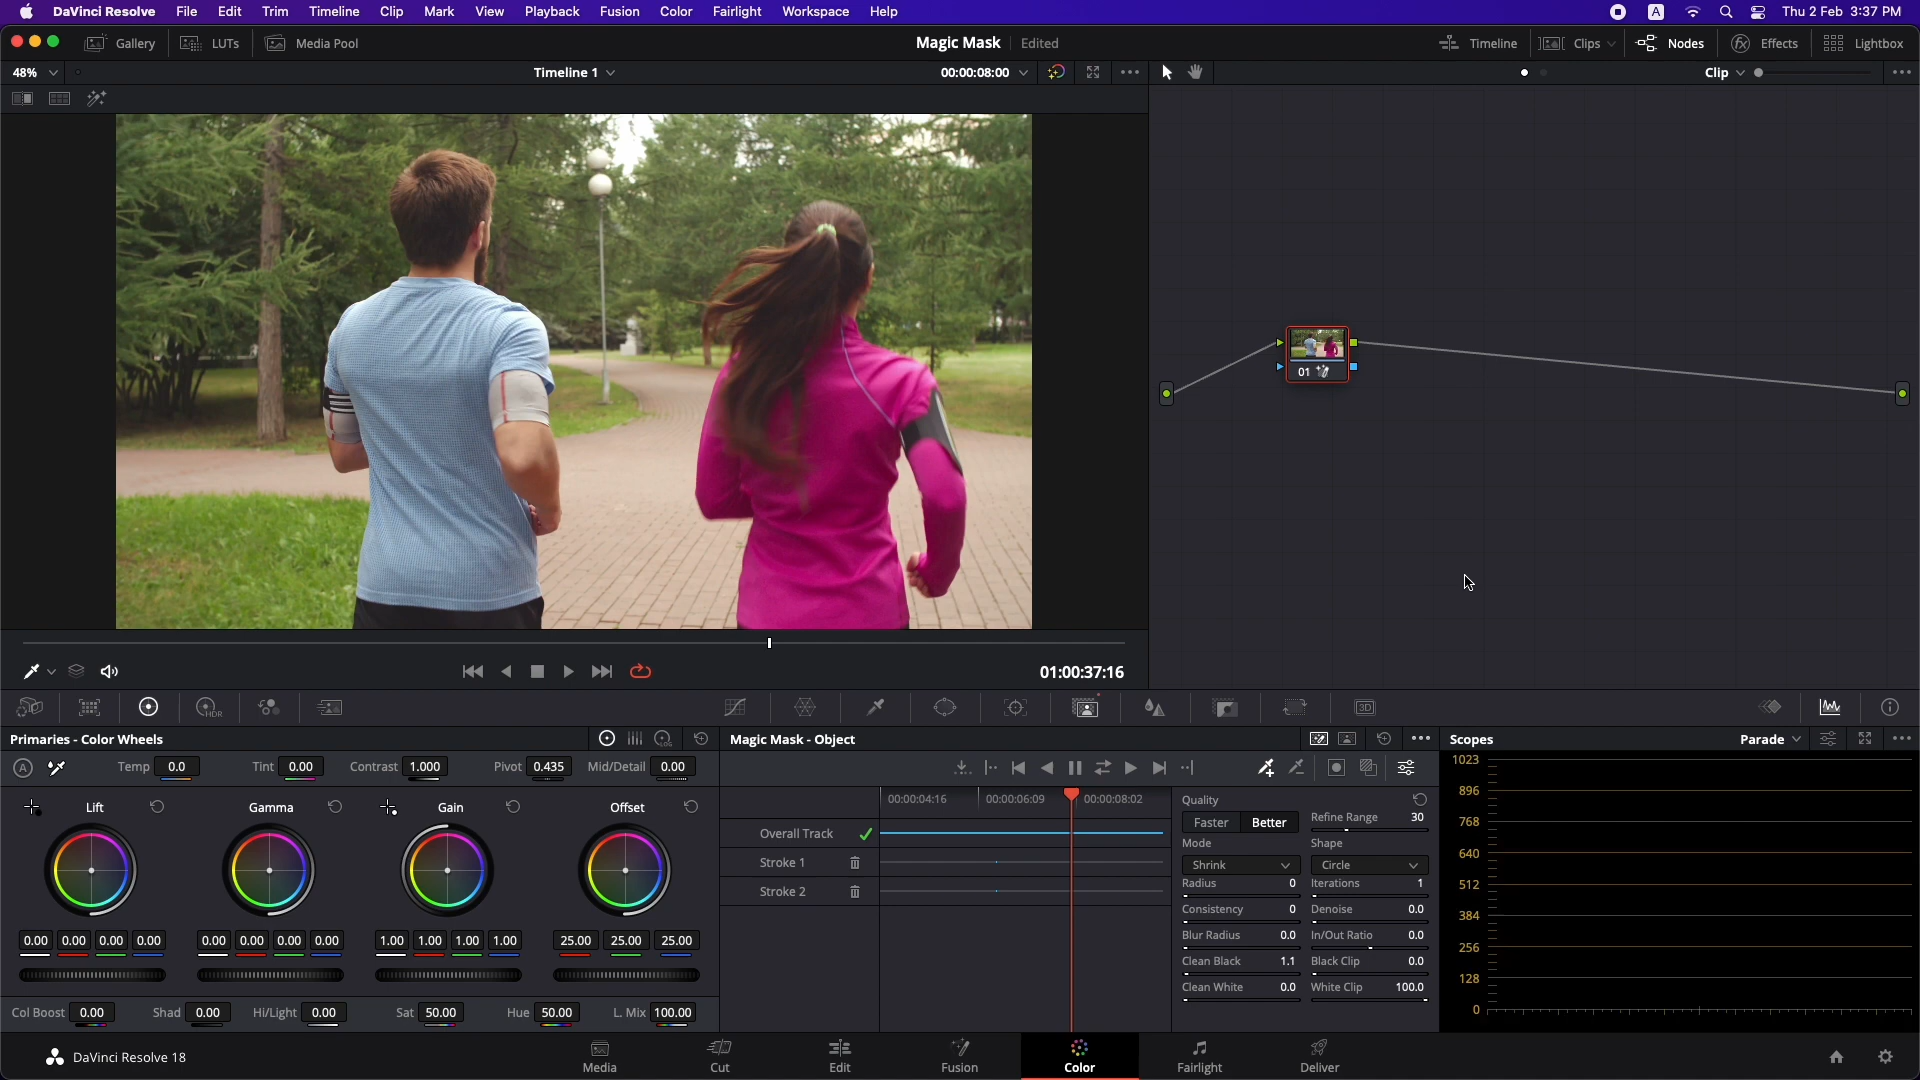 DaVinci Resolve File Edit Trim Timeline Clip Mark View Playback Fusion Color Fairlight Workspace Help A Thu 2 Feb 3:37 PM
Gallery LUTs Media Pool Magic Mask Edited Timeline Clips Nodes Effects Lightbox
48% Timeline 1 00:00:08:00 Clip
01
01:00:37:16
HDR 3D
Primaries - Color Wheels LOG Magic Mask - Object Scopes Parade
A Temp 0.0 Tint 0.00 Contrast 1.000 Pivot 0.435 Mid/Detail 0.00
Lift Gamma Gain Offset
0.00 0.00 0.00 0.00 0.00 0.00 0.00 0.00 1.00 1.00 1.00 1.00 25.00 25.00 25.00
Col Boost 0.00 Shad 0.00 Hi/Light 0.00 Sat 50.00 Hue 50.00 L. Mix 100.00
00:00:04:16 00:00:06:09 00:00:08:02
Overall Track
Stroke 1
Stroke 2
Quality
Faster Better Refine Range 30
Mode Shape
Shrink Circle
Radius 0 Iterations 1
Consistency 0 Denoise 0.0
Blur Radius 0.0 In/Out Ratio 0.0
Clean Black 1.1 Black Clip 0.0
Clean White 0.0 White Clip 100.0
1023
896
768
640
512
384
256
128
0
DaVinci Resolve 18 Media Cut Edit Fusion Color Fairlight Deliver